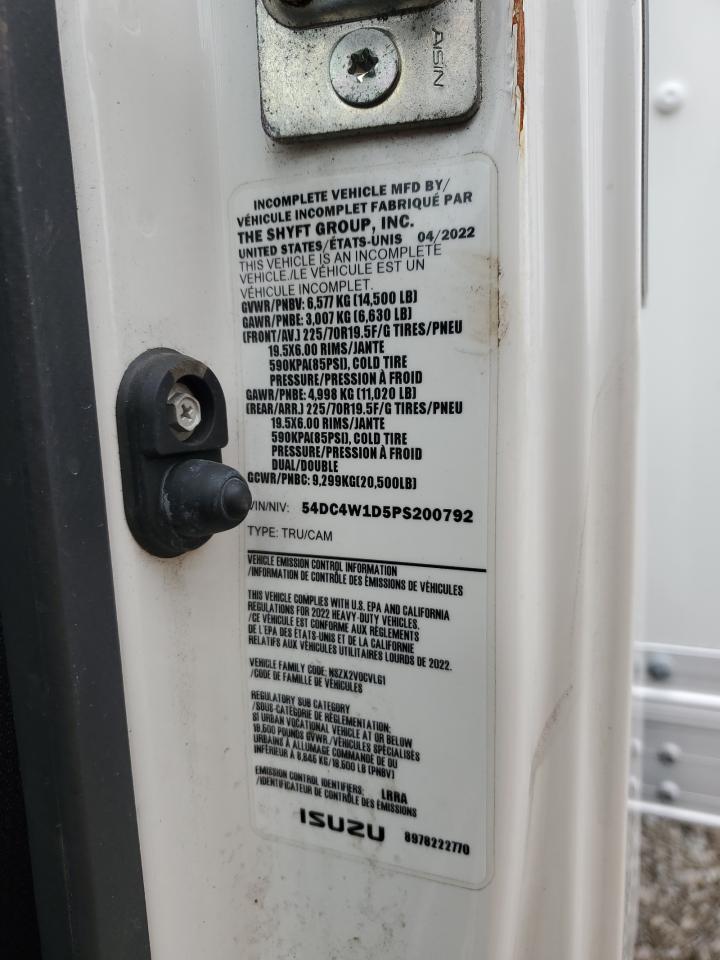 AISIN
INCOMPLETE VEHICLE MFD BY/
VÉHICULE INCOMPLET FABRIQUÉ PAR
THE SHYFT GROUP, INC.
UNITED STATES/ÉTATS-UNIS 04/2022
THIS VEHICLE IS AN INCOMPLETE
VEHICLE./LE VÉHICULE EST UN
VÉHICULE INCOMPLET.
GVWR/PNBV: 6,577 KG (14,500 LB)
GAWR/PNBE: 3,007 KG (6,630 LB)
(FRONT/AV.) 225/70R19.5F/G TIRES/PNEU
19.5X6.00 RIMS/JANTE
590KPA(85PSI), COLD TIRE
PRESSURE/PRESSION À FROID
GAWR/PNBE: 4,998 KG (11,020 LB)
(REAR/ARR.) 225/70R19.5F/G TIRES/PNEU
19.5X6.00 RIMS/JANTE
590KPA(85PSI), COLD TIRE
PRESSURE/PRESSION À FROID
DUAL/DOUBLE
GCWR/PNBC: 9,299KG(20,500LB)
VIN/NIV: 54DC4W1D5PS200792
TYPE: TRU/CAM
VEHICLE EMISSION CONTROL INFORMATION
/INFORMATION DE CONTRÔLE DES ÉMISSIONS DE VÉHICULES
THIS VEHICLE COMPLIES WITH U.S. EPA AND CALIFORNIA
REGULATIONS FOR 2022 HEAVY-DUTY VEHICLES.
/CE VÉHICULE EST CONFORME AUX RÈGLEMENTS
DE L'EPA DES ÉTATS-UNIS ET DE LA CALIFORNIE
RELATIFS AUX VÉHICULES UTILITAIRES LOURDS DE 2022.
VEHICLE FAMILY CODE: NSZX2VOCVLG1
/CODE DE FAMILLE DE VÉHICULES
REGULATORY SUB CATEGORY
/SOUS-CATÉGORIE DE RÉGLEMENTATION:
SI URBAN VOCATIONAL VEHICLE AT OR BELOW
19,500 POUNDS GVWR/VÉHICULES SPÉCIALISÉS
URBAINS À ALLUMAGE COMMANDÉ DE OU
INFÉRIEUR À 8,845 KG/19,500 LB (PNBV)
EMISSION CONTROL IDENTIFIERS: LRRA
/IDENTIFICATEUR DE CONTRÔLE DES ÉMISSIONS
ISUZU 8978222770